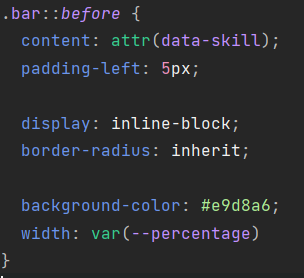 .bar::before {
content: attr(data-skill);
padding-left: 5px;
display: inline-block;
border-radius: inherit;
background-color: #e9d8a6;
width: var(--percentage)
}